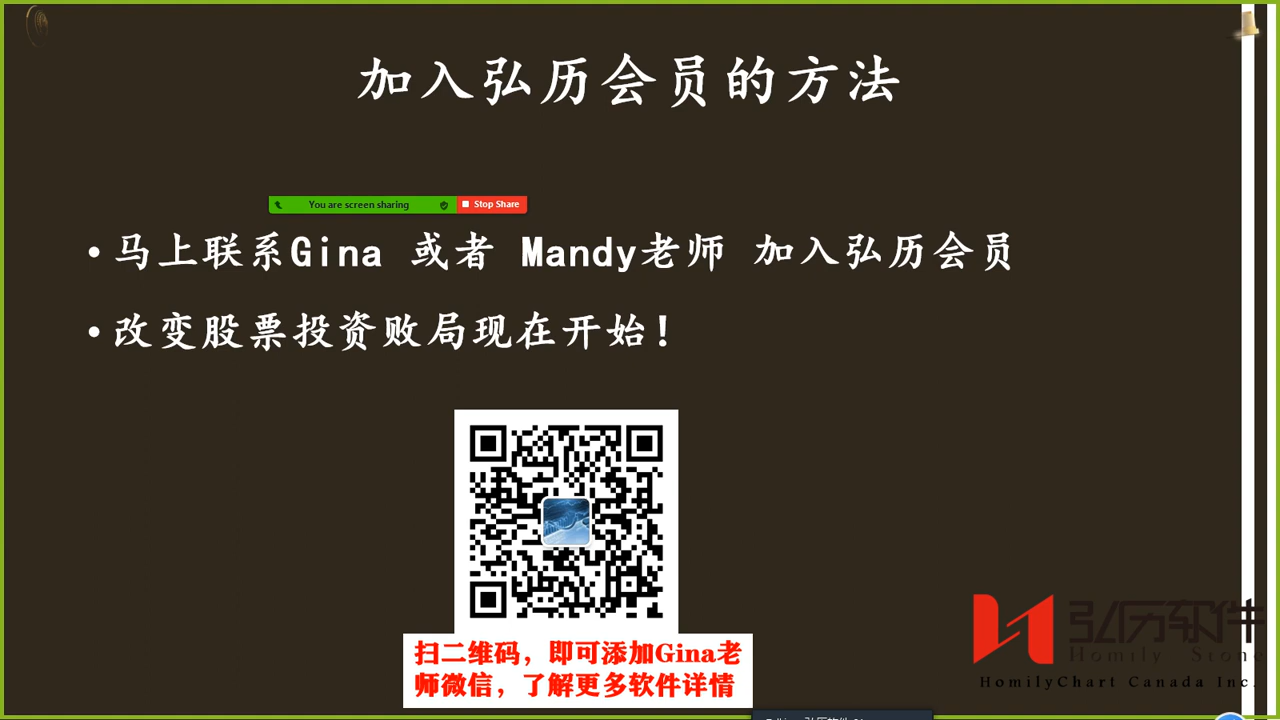 加入弘历会员的方法
You are screen sharing
Stop Share
• 马上联系Gina 或者 Mandy老师 加入弘历会员
• 改变股票投资败局现在开始!
扫二维码，即可添加Gina老
师微信，了解更多软件详情
弘历软件
Homily Stone
HomilyChart Canada Inc.